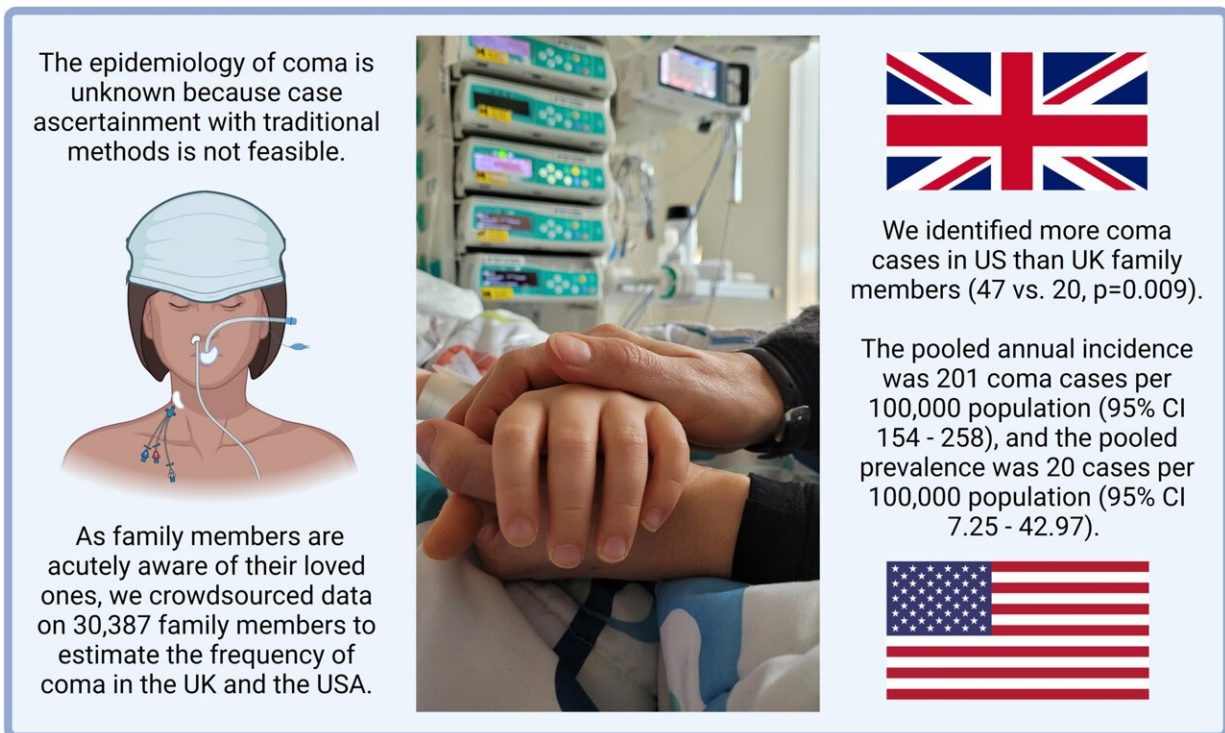 The epidemiology of coma is
unknown because case
ascertainment with traditional
methods is not feasible.
As family members are
acutely aware of their loved
ones, we crowdsourced data
on 30,387 family members to
estimate the frequency of
coma in the UK and the USA.
We identified more coma
cases in US than UK family
members (47 vs. 20, p=0.009).
The pooled annual incidence
was 201 coma cases per
100,000 population (95% CI
154 - 258), and the pooled
prevalence was 20 cases per
100,000 population (95% CI
7.25 - 42.97).